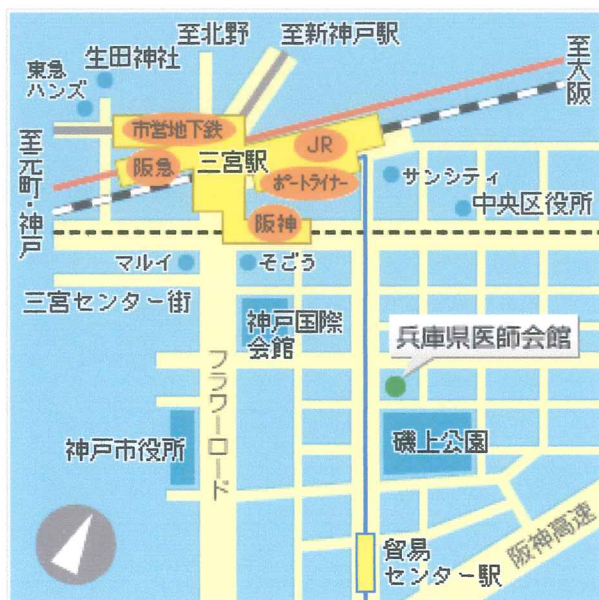 至北野
至新神戸駅
生田神社
東急
ハンズ
至大阪
市営地下鉄
JR
阪急
三宮駅
ポートライナー
サンシティ
中央区役所
至元町・神戸
阪神
マルイ
そごう
三宮センター街
神戸国際
会館
兵庫県医師会館
フラワーロード
神戸市役所
磯上公園
阪神高速
貿易
センター駅